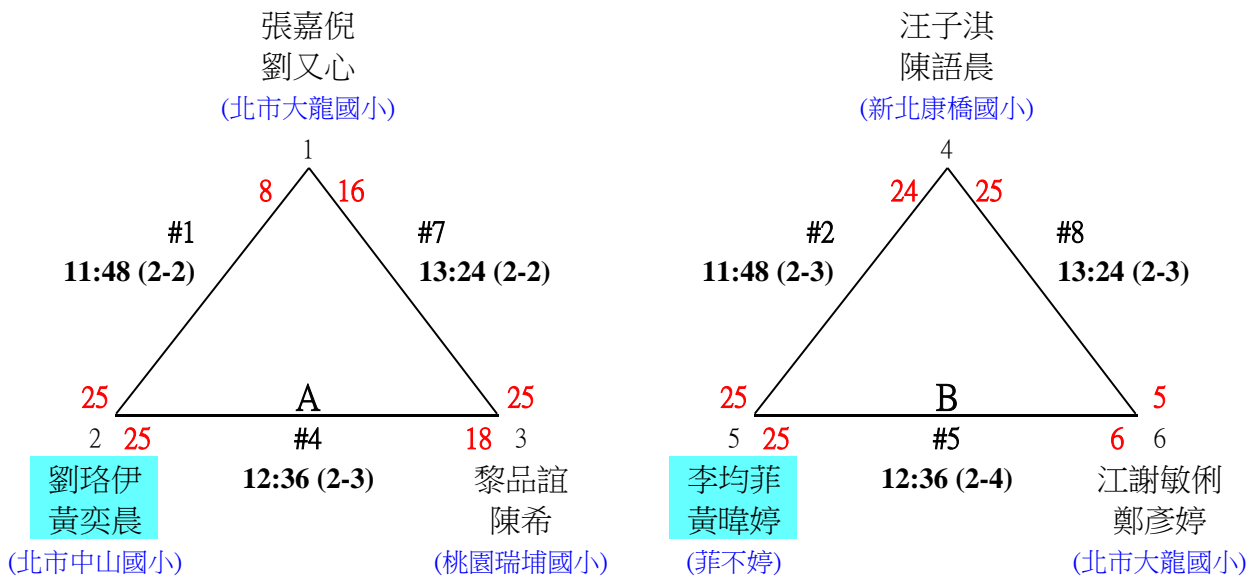 張嘉倪
劉又心
(北市大龍國小)
1
8 16
#1 #7
11:48 (2-2) 13:24 (2-2)
25 A 25
2 25 #4 18 3
劉珞伊 12:36 (2-3) 黎品誼
黃奕晨 陳希
(北市中山國小) (桃園瑞埔國小)
汪子淇
陳語晨
(新北康橋國小)
4
24 25
#2 #8
11:48 (2-3) 13:24 (2-3)
25 B 5
5 25 #5 6 6
李均菲 12:36 (2-4) 江謝敏俐
黃暐婷 鄭彥婷
(菲不婷) (北市大龍國小)